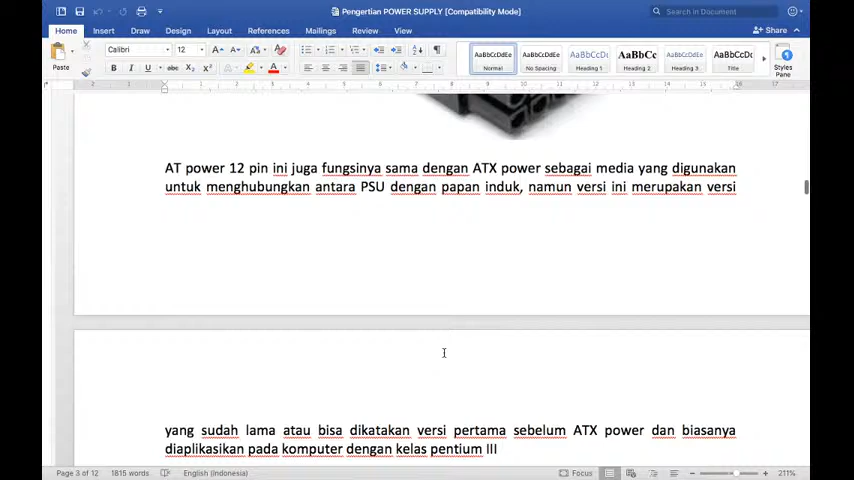 Pengertian POWER SUPPLY [Compatibility Mode]
Search in Document
Home Insert Draw Design Layout References Mailings Review View
Share
Paste
Calibri 12
AaBbCcDdEe AaBbCcDdEe AaBbCcDc AaBbCc AaBbCcDdEe AaBbCcDc
Normal No Spacing Heading 1 Heading 2 Heading 3 Title
Styles Pane
AT power 12 pin ini juga fungsinya sama dengan ATX power sebagai media yang digunakan
untuk menghubungkan antara PSU dengan papan induk, namun versi ini merupakan versi
yang sudah lama atau bisa dikatakan versi pertama sebelum ATX power dan biasanya
diaplikasikan pada komputer dengan kelas pentium III
Page 3 of 12 1815 words English (Indonesia) Focus 211%